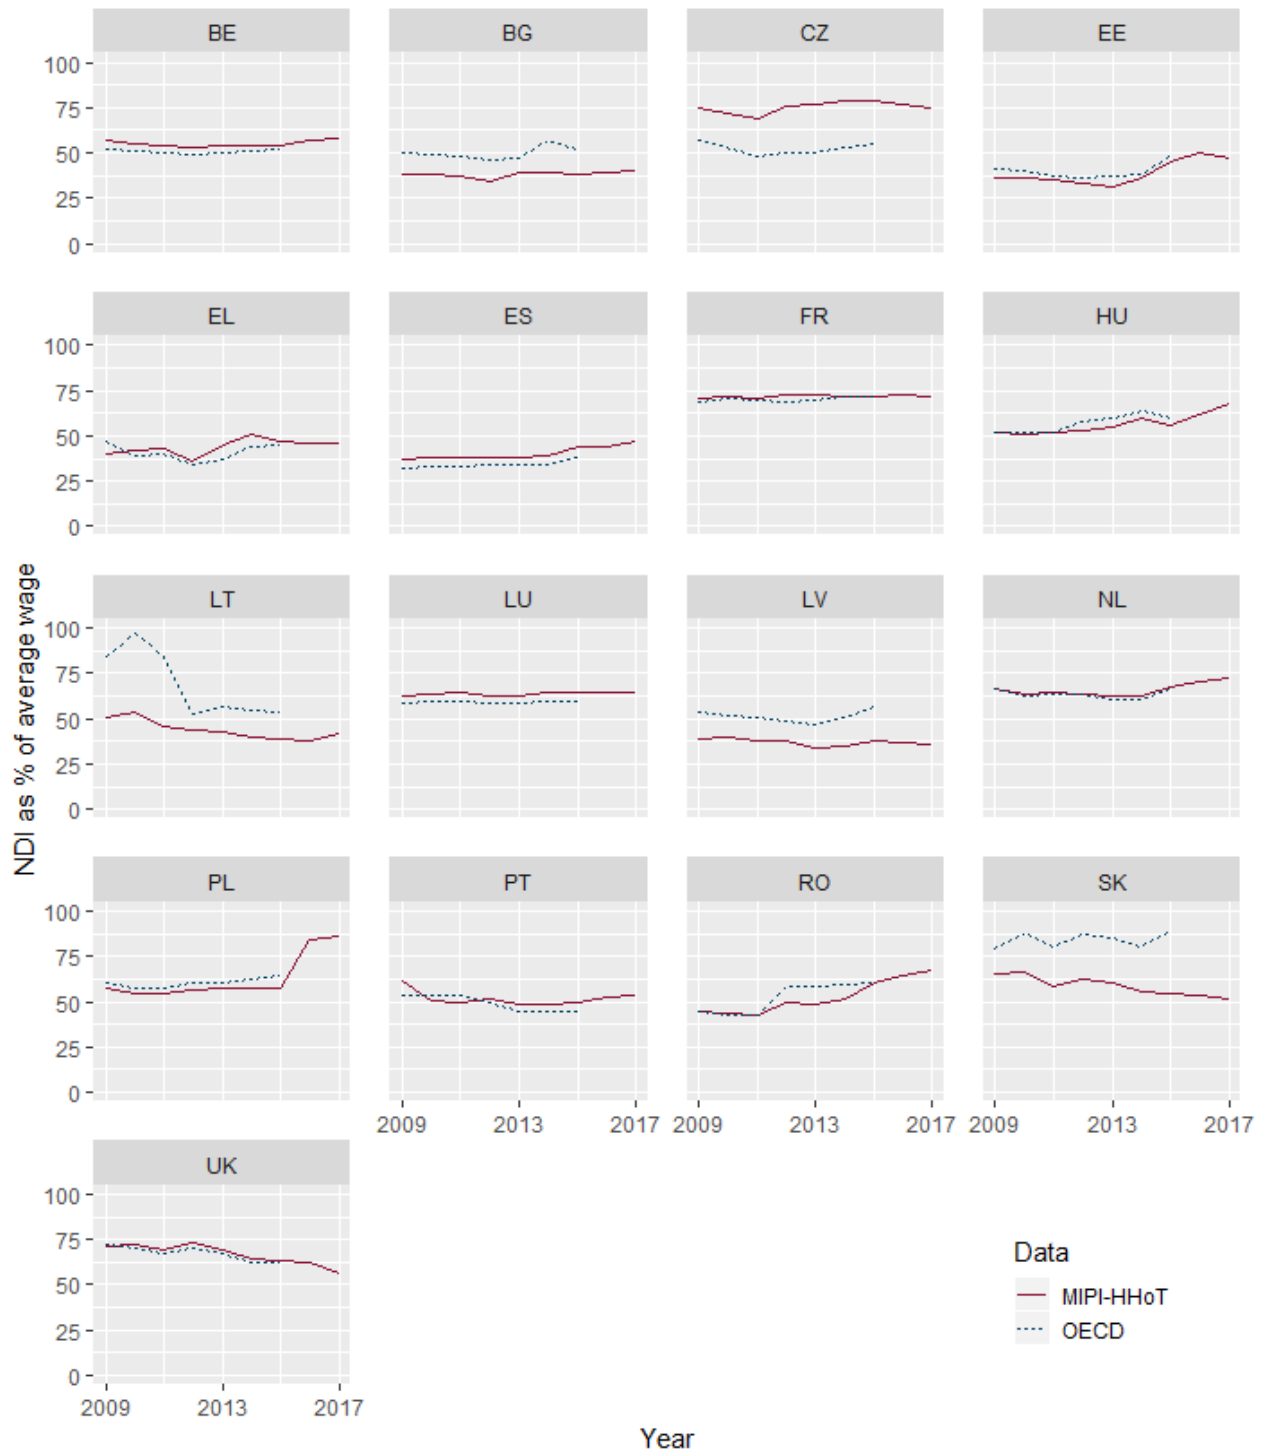 BE BG CZ EE
100
75
50
25
0
EL ES FR HU
100
75
50
25
0
NDI as % of average wage
LT LU LV NL
100
75
50
25
0
PL PT RO SK
100
75
50
25
0
2009 2013 2017 2009 2013 2017 2009 2013 2017
UK
100
75
50
25
0
2009 2013 2017
Data
MIPI-HHoT
OECD
Year